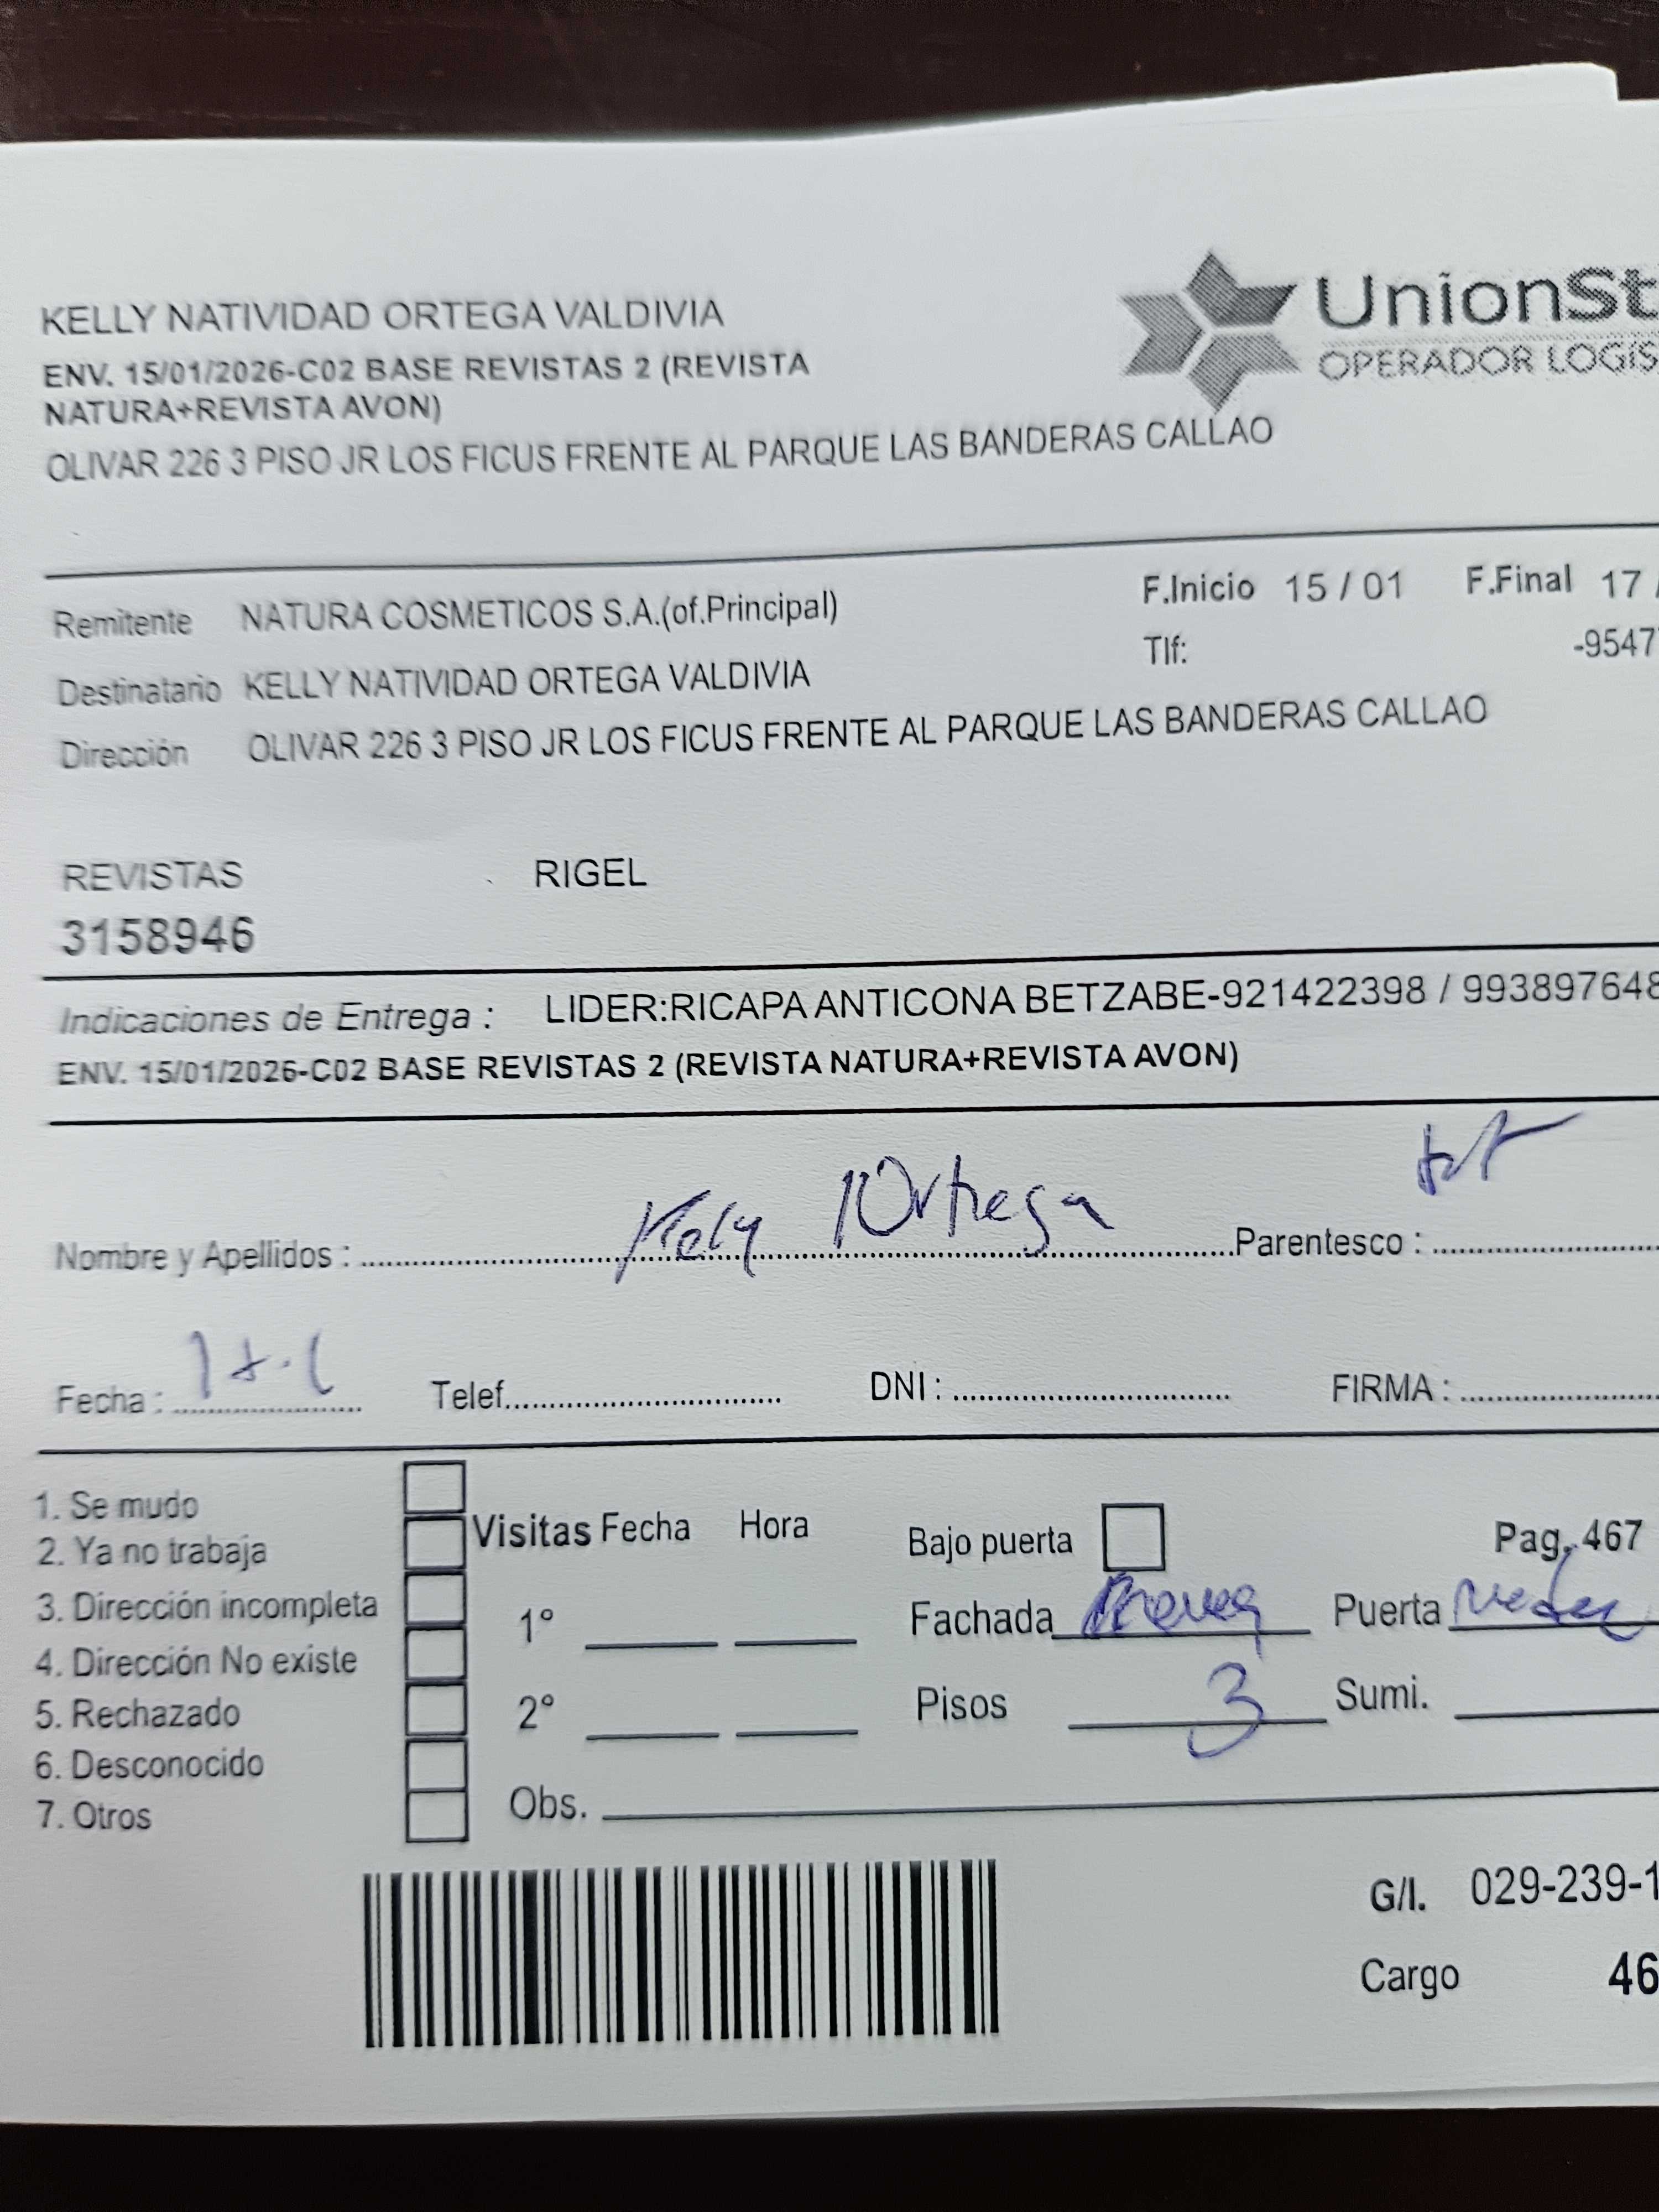 KELLY NATIVIDAD ORTEGA VALDIVIA
ENV. 15/01/2026-C02 BASE REVISTAS 2 (REVISTA
NATURA+REVISTA AVON)
OLIVAR 226 3 PISO JR LOS FICUS FRENTE AL PARQUE LAS BANDERAS CALLAO
UnionSt
OPERADOR LOGÍS
Remitente NATURA COSMETICOS S.A.(of.Principal) F.Inicio 15 / 01 F.Final 17 /
Destinatario KELLY NATIVIDAD ORTEGA VALDIVIA Tlf: -9547
Dirección OLIVAR 226 3 PISO JR LOS FICUS FRENTE AL PARQUE LAS BANDERAS CALLAO
REVISTAS RIGEL
3158946
Indicaciones de Entrega : LIDER:RICAPA ANTICONA BETZABE-921422398 / 993897648
ENV. 15/01/2026-C02 BASE REVISTAS 2 (REVISTA NATURA+REVISTA AVON)
Nombre y Apellidos : Kely Ortega Parentesco :
Fecha : Telef. DNI : FIRMA :
1. Se mudo
2. Ya no trabaja
3. Dirección incompleta
4. Dirección No existe
5. Rechazado
6. Desconocido
7. Otros
Visitas Fecha Hora
1º
2º
Obs.
Bajo puerta Pag. 467
Fachada Puerta
Pisos 3 Sumi.
G/I. 029-239-1
Cargo 46